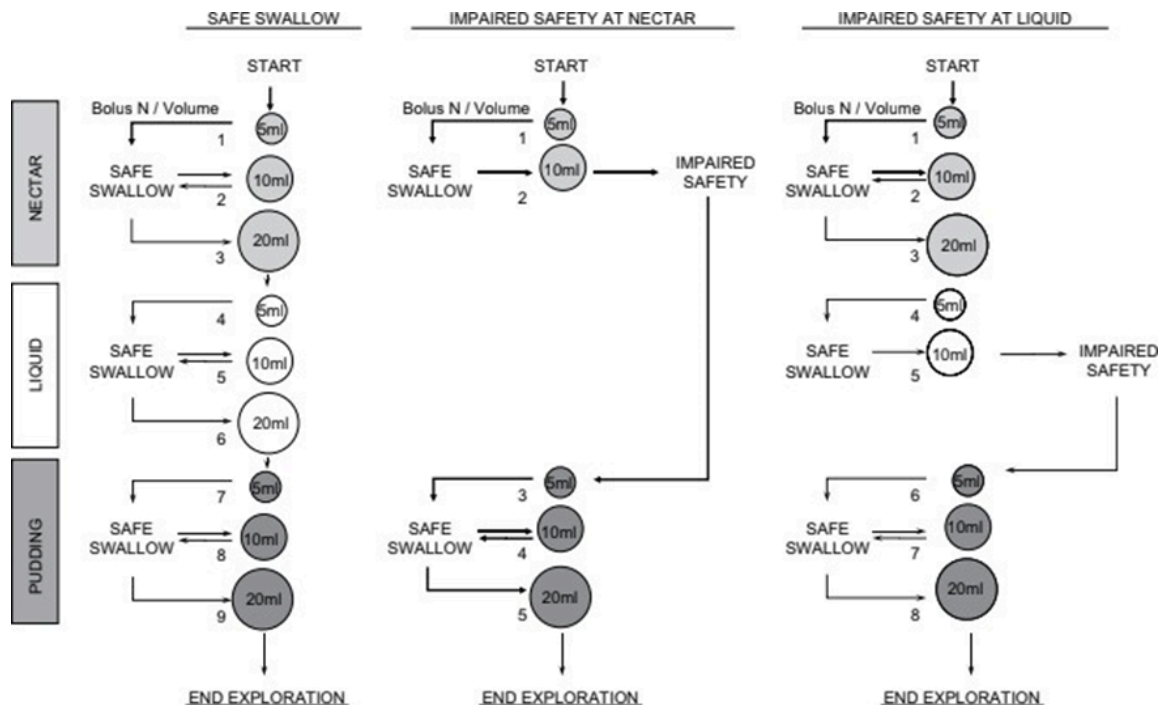 SAFE SWALLOW
IMPAIRED SAFETY AT NECTAR
IMPAIRED SAFETY AT LIQUID
START
START
START
NECTAR
Bolus N / Volume
5ml
1
SAFE
SWALLOW
10ml
2
20ml
3
LIQUID
5ml
4
SAFE
SWALLOW
10ml
5
20ml
6
PUDDING
5ml
7
SAFE
SWALLOW
10ml
8
20ml
9
END EXPLORATION
Bolus N / Volume
5ml
1
SAFE
SWALLOW
10ml
2
IMPAIRED
SAFETY
5ml
3
SAFE
SWALLOW
10ml
4
20ml
5
END EXPLORATION
Bolus N / Volume
5ml
1
SAFE
SWALLOW
10ml
2
20ml
3
5ml
4
SAFE
SWALLOW
10ml
5
IMPAIRED
SAFETY
5ml
6
SAFE
SWALLOW
10ml
7
20ml
8
END EXPLORATION